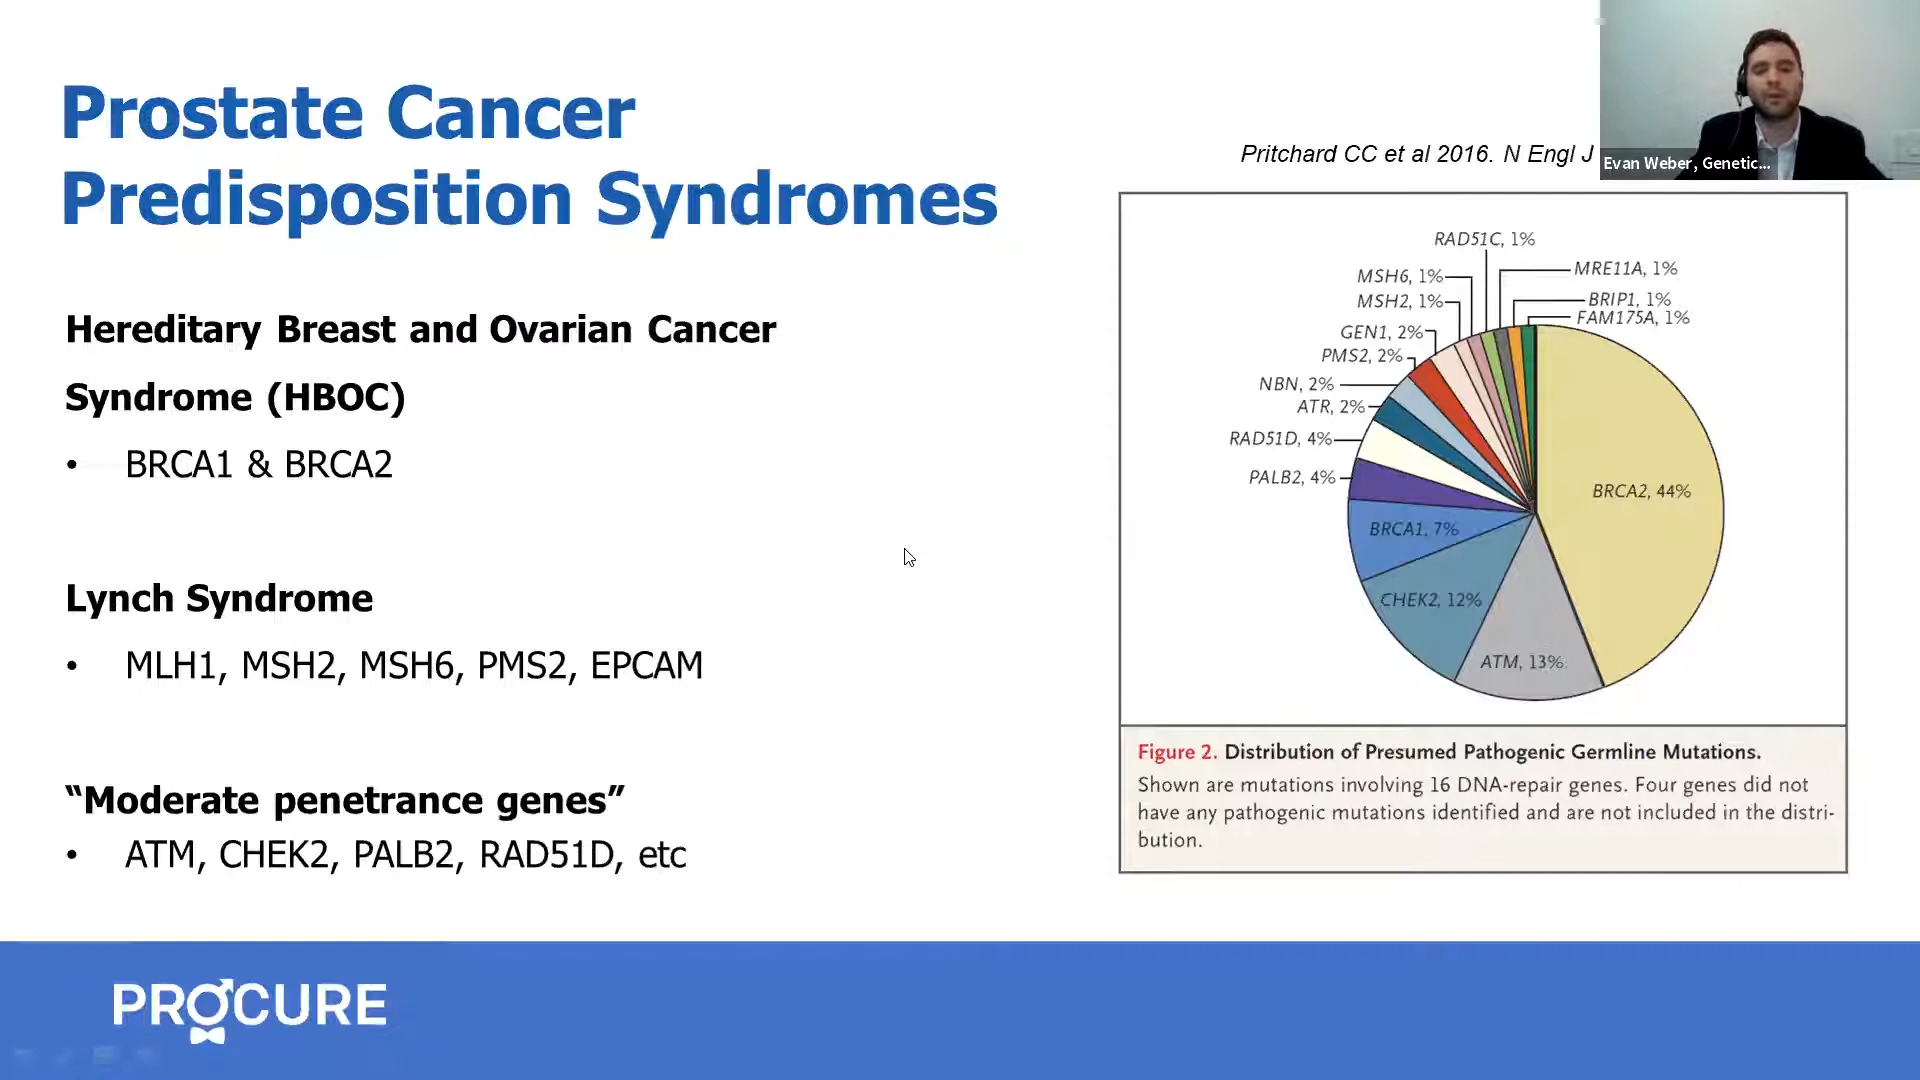 Prostate Cancer
Predisposition Syndromes
Hereditary Breast and Ovarian Cancer
Syndrome (HBOC)
• BRCA1 & BRCA2
Lynch Syndrome
• MLH1, MSH2, MSH6, PMS2, EPCAM
“Moderate penetrance genes”
• ATM, CHEK2, PALB2, RAD51D, etc
Pritchard CC et al 2016. N Engl J
Evan Weber, Genetic...
RAD51C, 1%
MSH6, 1%
MRE11A, 1%
MSH2, 1%
BRIP1, 1%
FAM175A, 1%
GEN1, 2%
PMS2, 2%
NBN, 2%
ATR, 2%
RAD51D, 4%
PALB2, 4%
BRCA2, 44%
BRCA1, 7%
CHEK2, 12%
ATM, 13%
Figure 2. Distribution of Presumed Pathogenic Germline Mutations.
Shown are mutations involving 16 DNA-repair genes. Four genes did not
have any pathogenic mutations identified and are not included in the distri-
bution.
PROCURE